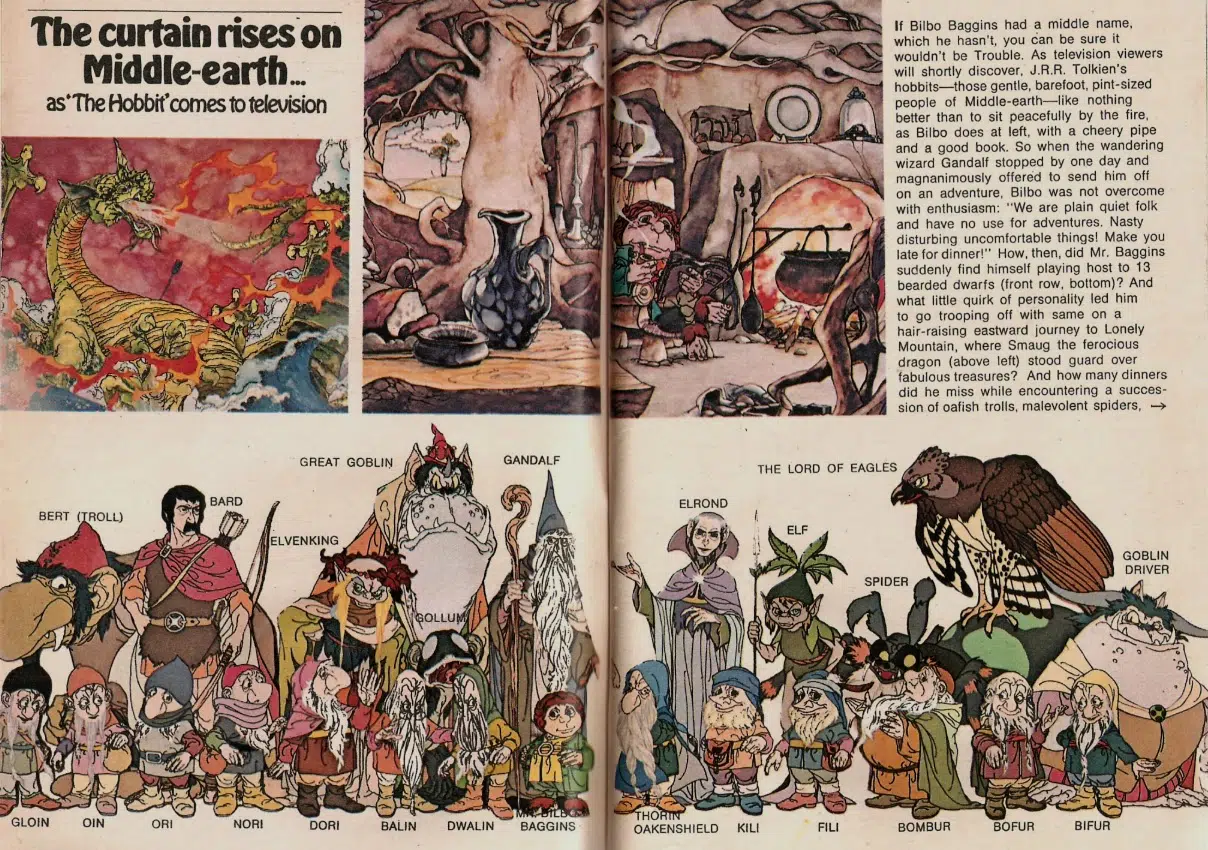 The curtain rises on
Middle-earth...
as 'The Hobbit' comes to television
If Bilbo Baggins had a middle name,
which he hasn't, you can be sure it
wouldn't be Trouble. As television viewers
will shortly discover, J.R.R. Tolkien's
hobbits—those gentle, barefoot, pint-sized
people of Middle-earth—like nothing
better than to sit peacefully by the fire,
as Bilbo does at left, with a cheery pipe
and a good book. So when the wandering
wizard Gandalf stopped by one day and
magnanimously offered to send him off
on an adventure, Bilbo was not overcome
with enthusiasm: "We are plain quiet folk
and have no use for adventures. Nasty
disturbing uncomfortable things! Make you
late for dinner!" How, then, did Mr. Baggins
suddenly find himself playing host to 13
bearded dwarfs (front row, bottom)? And
what little quirk of personality led him
to go trooping off with same on a
hair-raising eastward journey to Lonely
Mountain, where Smaug the ferocious
dragon (above left) stood guard over
fabulous treasures? And how many dinners
did he miss while encountering a succes-
sion of oafish trolls, malevolent spiders, →
GREAT GOBLIN
GANDALF
BERT (TROLL)
BARD
ELVENKING
GOLLUM
THE LORD OF EAGLES
ELROND
ELF
SPIDER
GOBLIN
DRIVER
GLOIN
OIN
ORI
NORI
DORI
BALIN
DWALIN
MR. BILBO
BAGGINS
THORIN
OAKENSHIELD
KILI
FILI
BOMBUR
BOFUR
BIFUR